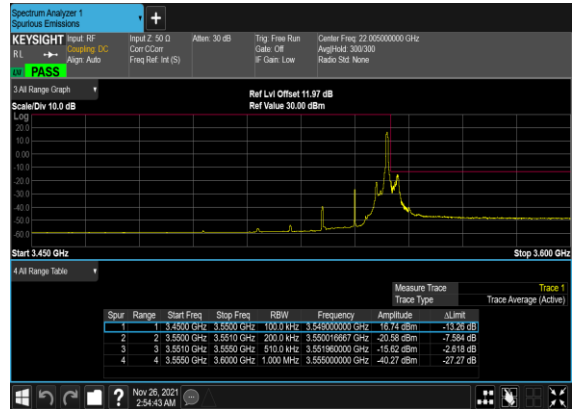 Spectrum Analyzer 1
Spurious Emissions
KEYSIGHT Input: RF Input Z: 50 Ω Atten: 30 dB Trig: Free Run Center Freq: 22.005000000 GHz
RL Coupling: DC Corr CCorr Gate: Off Avg|Hold: 300/300
Align: Auto Freq Ref: Int (S) IF Gain: Low Radio Std: None
LW PASS
3 All Range Graph
Ref Lvl Offset 11.97 dB
Scale/Div 10.0 dB Ref Value 30.00 dBm
Log
20.0
10.0
0.00
-10.0
-20.0
-30.0
-40.0
-50.0
-60.0
Start 3.450 GHz Stop 3.600 GHz
4 All Range Table
Measure Trace Trace 1
Trace Type Trace Average (Active)
Spur Range Start Freq Stop Freq RBW Frequency Amplitude ΔLimit
1 1 3.4500 GHz 3.5500 GHz 100.0 kHz 3.549000000 GHz 16.74 dBm -13.26 dB
2 2 3.5500 GHz 3.5510 GHz 200.0 kHz 3.550016667 GHz -20.58 dBm -7.584 dB
3 3 3.5510 GHz 3.5550 GHz 510.0 kHz 3.551960000 GHz -15.62 dBm -2.618 dB
4 4 3.5550 GHz 3.6000 GHz 1.000 MHz 3.555000000 GHz -40.27 dBm -27.27 dB
? Nov 26, 2021
2:54:43 AM